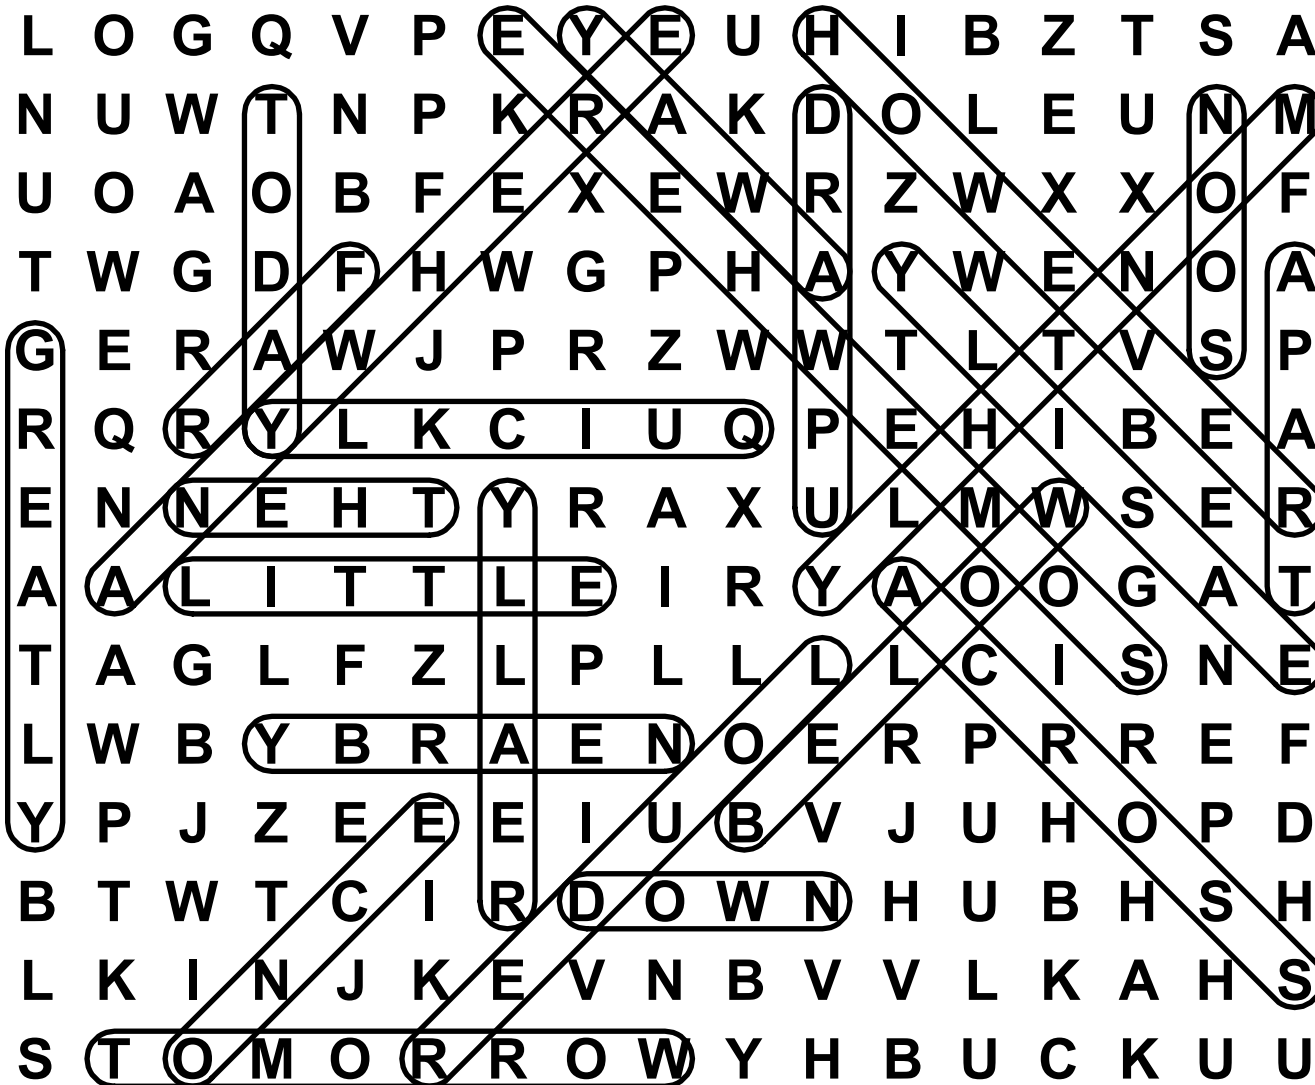 L O G Q V P E Y E U H I B Z T S A
N U W T N P K R A K D O L E U N M
U O A O B F E X E W R Z W X X O F
T W G D F H W G P H A Y W E N O A
G E R A W J P R Z W W T L T V S P
R Q R Y L K C I U Q P E H I B E A
E N N E H T Y R A X U L M W S E R
A A L I T T L E I R Y A O O G A T
T A G L F Z L P L L L L C I S N E
L W B Y B R A E N O E R P R R E F
Y P J Z E E E I U B V J U H O P D
B T W T C I R D O W N H U B H S H
L K I N J K E V N B V V L K A H S
S T O M O R R O W Y H B U C K U U